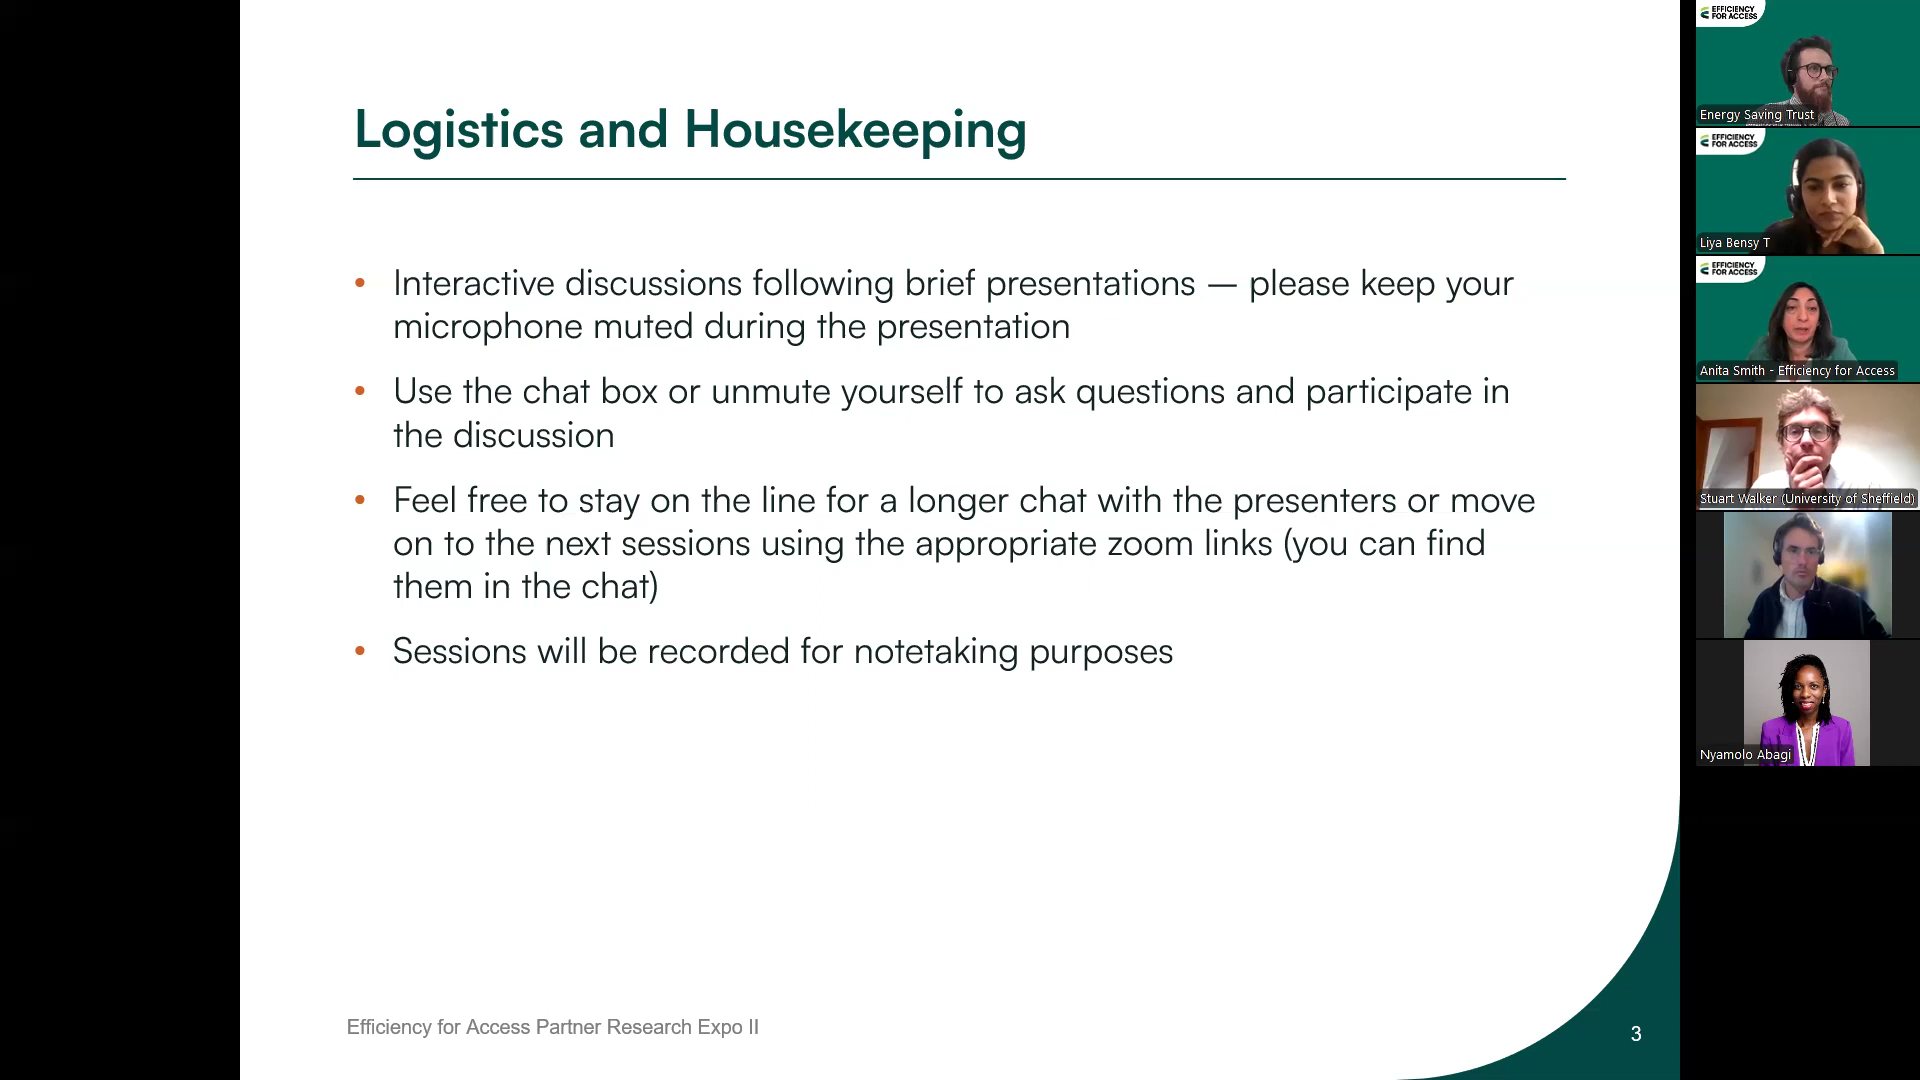 Logistics and Housekeeping
• Interactive discussions following brief presentations — please keep your
microphone muted during the presentation
• Use the chat box or unmute yourself to ask questions and participate in
the discussion
• Feel free to stay on the line for a longer chat with the presenters or move
on to the next sessions using the appropriate zoom links (you can find
them in the chat)
• Sessions will be recorded for notetaking purposes
Efficiency for Access Partner Research Expo II
3
EFFICIENCY
FOR ACCESS
Energy Saving Trust
EFFICIENCY
FOR ACCESS
Liya Bensy T
EFFICIENCY
FOR ACCESS
Anita Smith - Efficiency for Access
Stuart Walker (University of Sheffield)
Nyamolo Abagi